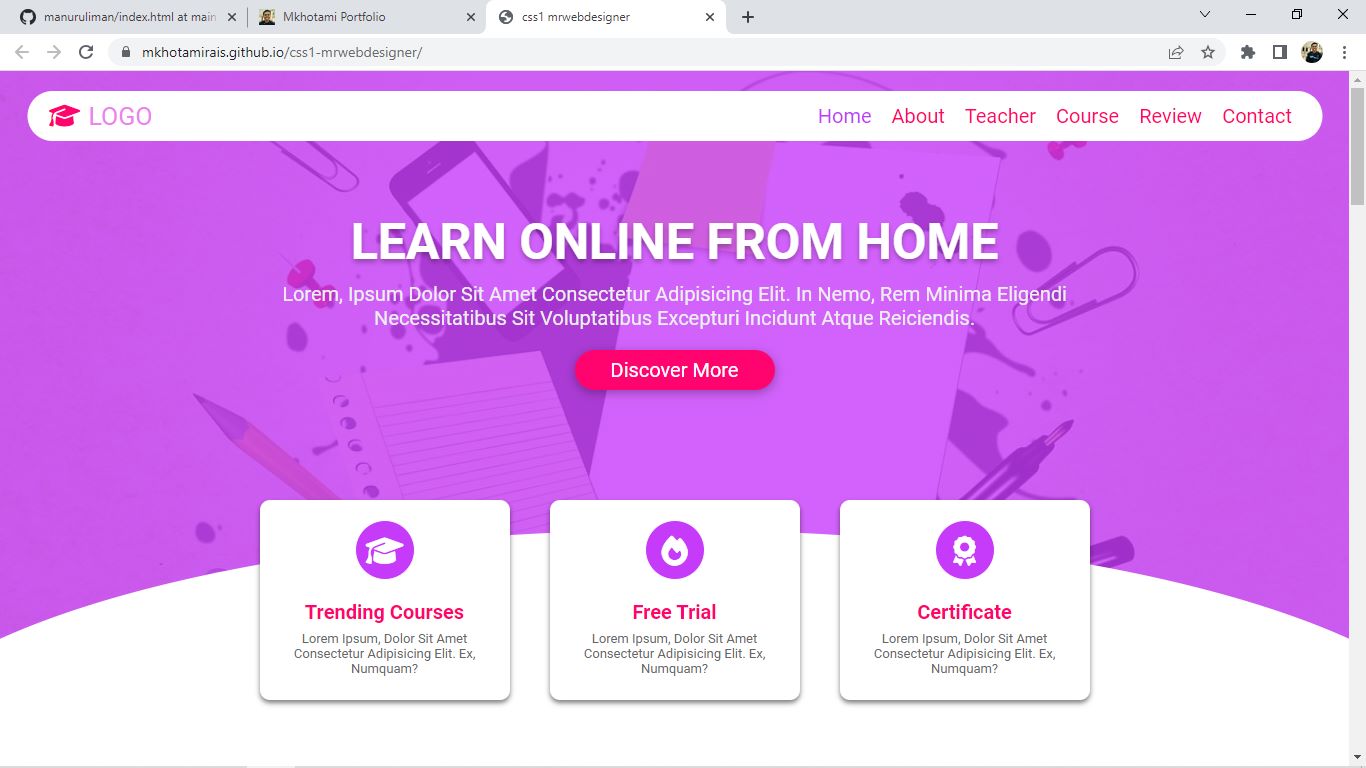 manuruliman/index.html at main
Mkhotami Portfolio
css1 mrwebdesigner
mkhotamirais.github.io/css1-mrwebdesigner/
LOGO
Home About Teacher Course Review Contact
LEARN ONLINE FROM HOME
Lorem, Ipsum Dolor Sit Amet Consectetur Adipisicing Elit. In Nemo, Rem Minima Eligendi
Necessitatibus Sit Voluptatibus Excepturi Incidunt Atque Reiciendis.
Discover More
Trending Courses
Lorem Ipsum, Dolor Sit Amet
Consectetur Adipisicing Elit. Ex,
Numquam?
Free Trial
Lorem Ipsum, Dolor Sit Amet
Consectetur Adipisicing Elit. Ex,
Numquam?
Certificate
Lorem Ipsum, Dolor Sit Amet
Consectetur Adipisicing Elit. Ex,
Numquam?